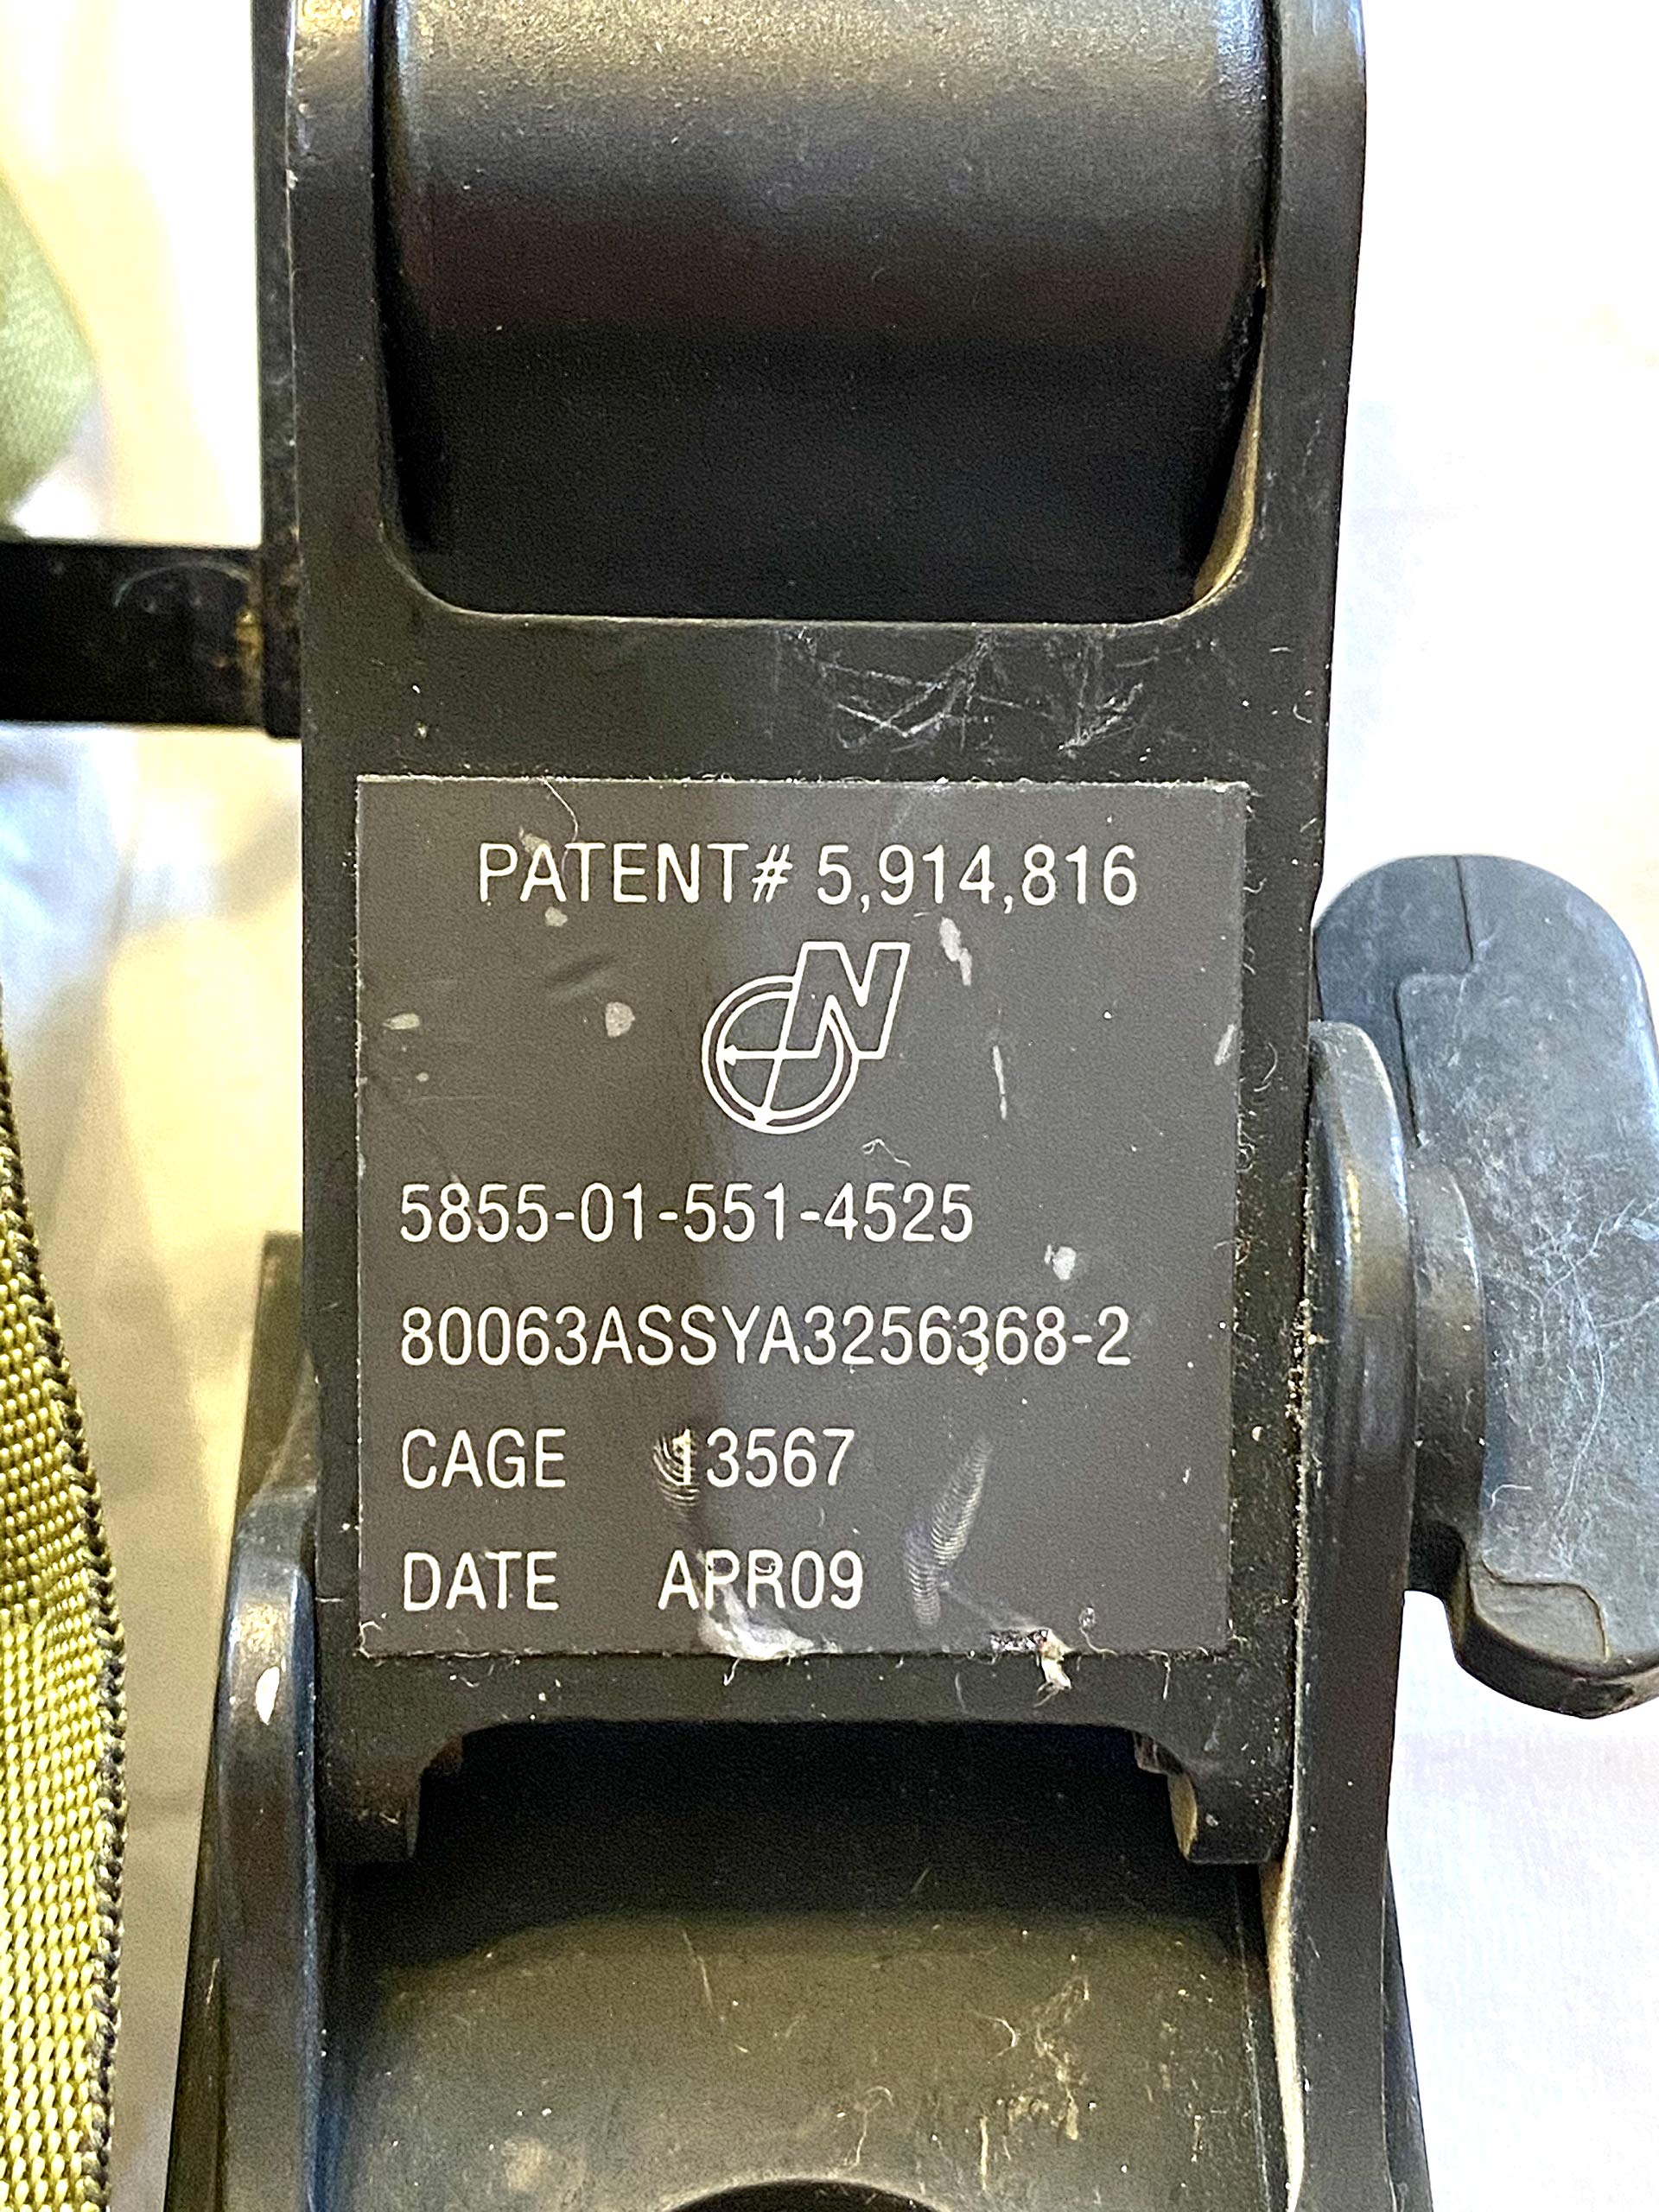 PATENT# 5,914,816
N
5855-01-551-4525
80063ASSYA3256368-2
CAGE 13567
DATE APR09